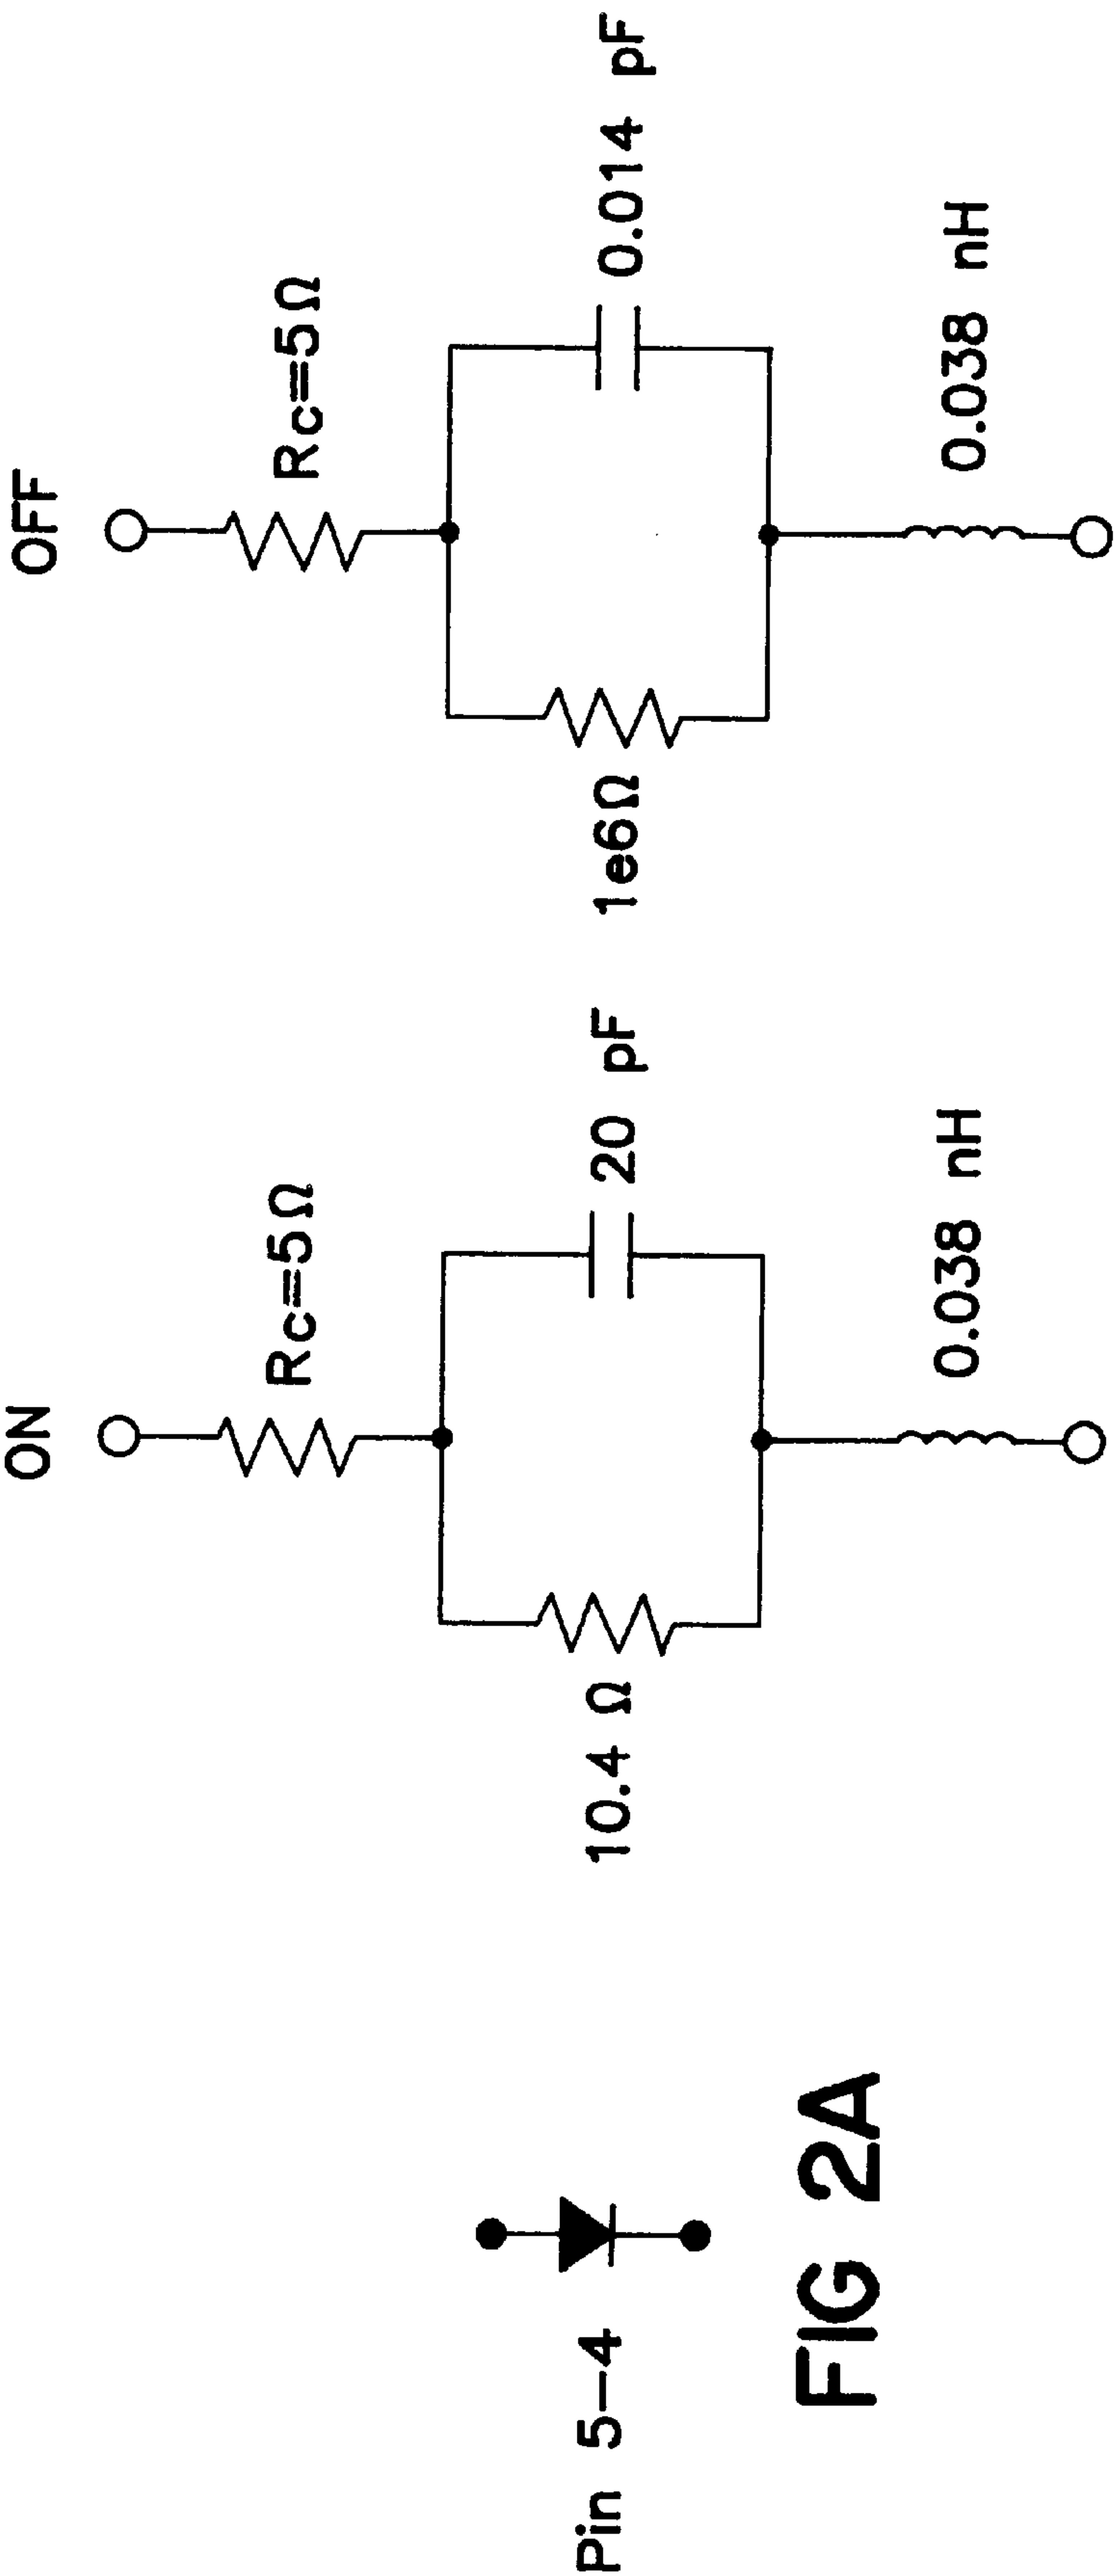 ON
OFF
Rc=5Ω
Rc=5Ω
Pin 5-4
10.4 Ω
20 pF
1e6Ω
0.014 pF
0.038 nH
0.038 nH
FIG 2A